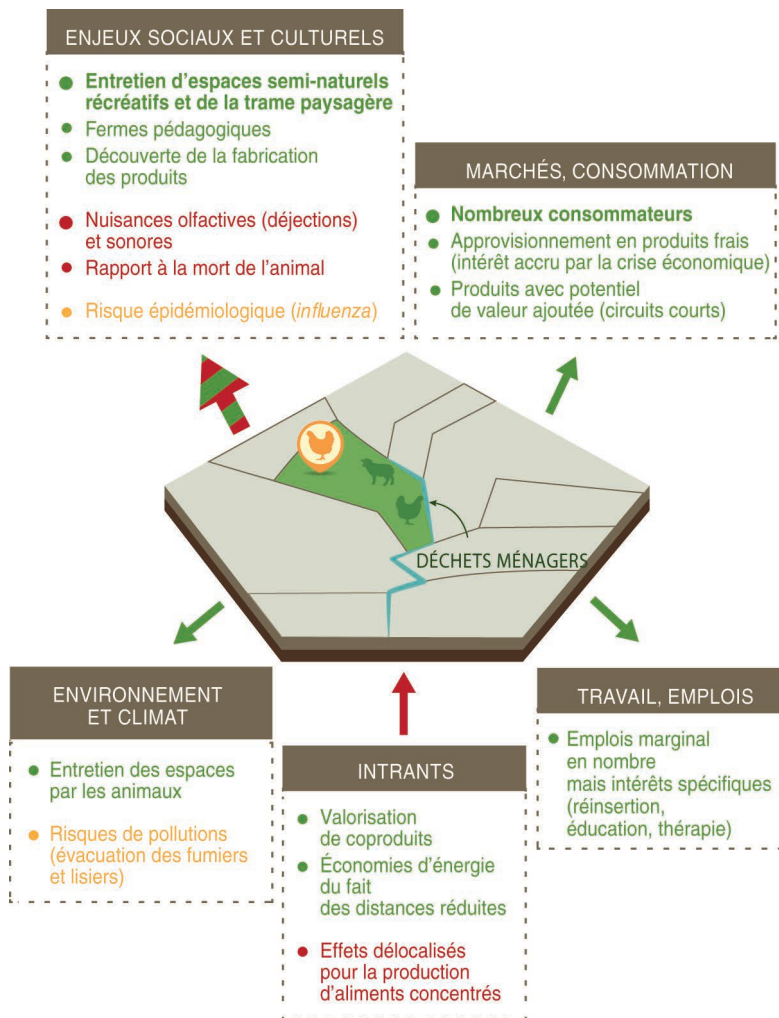 ENJEUX SOCIAUX ET CULTURELS
Entretien d’espaces semi-naturels
récréatifs et de la trame paysagère
Fermes pédagogiques
Découverte de la fabrication
des produits
Nuisances olfactives (déjections)
et sonores
Rapport à la mort de l’animal
Risque épidémiologique (influenza)
MARCHÉS, CONSOMMATION
Nombreux consommateurs
Approvisionnement en produits frais
(intérêt accru par la crise économique)
Produits avec potentiel
de valeur ajoutée (circuits courts)
DÉCHETS MÉNAGERS
ENVIRONNEMENT
ET CLIMAT
Entretien des espaces
par les animaux
Risques de pollutions
(évacuation des fumiers
et lisiers)
INTRANTS
Valorisation
de coproduits
Économies d’énergie
du fait
des distances réduites
Effets délocalisés
pour la production
d’aliments concentrés
TRAVAIL, EMPLOIS
Emplois marginal
en nombre
mais intérêts spécifiques
(réinsertion,
éducation, thérapie)